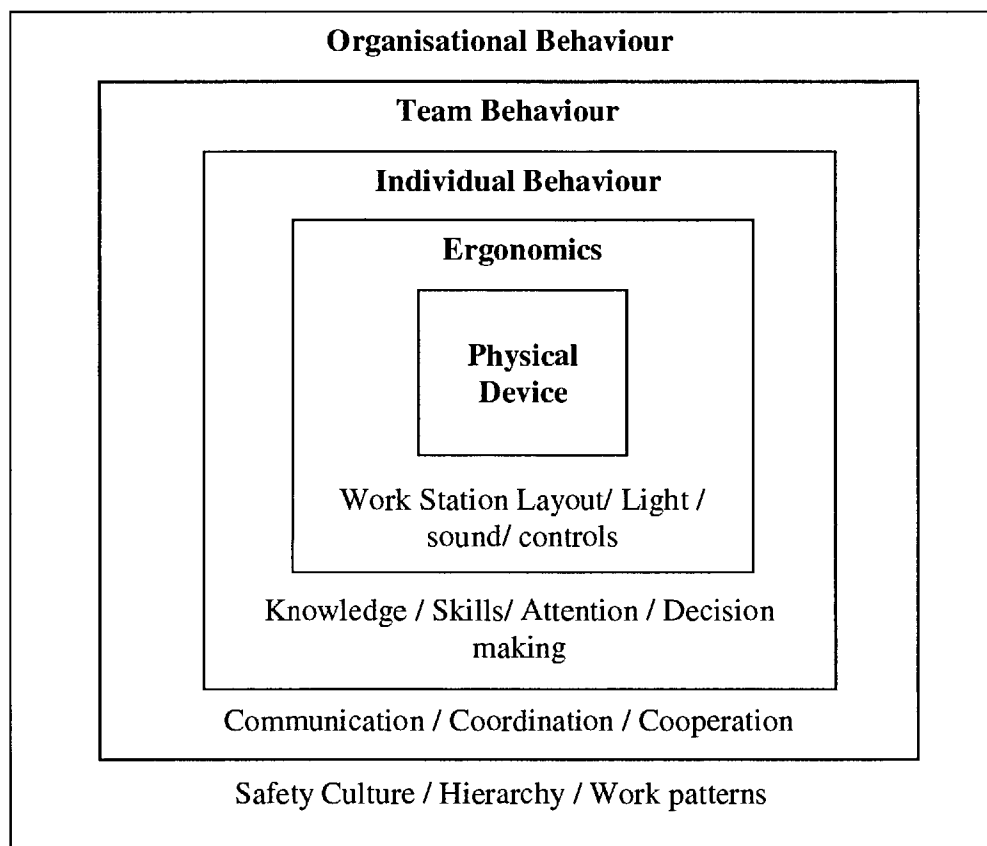 Organisational Behaviour
Team Behaviour
Individual Behaviour
Ergonomics
Physical
Device
Work Station Layout/ Light /
sound/ controls
Knowledge / Skills/ Attention / Decision
making
Communication / Coordination / Cooperation
Safety Culture / Hierarchy / Work patterns